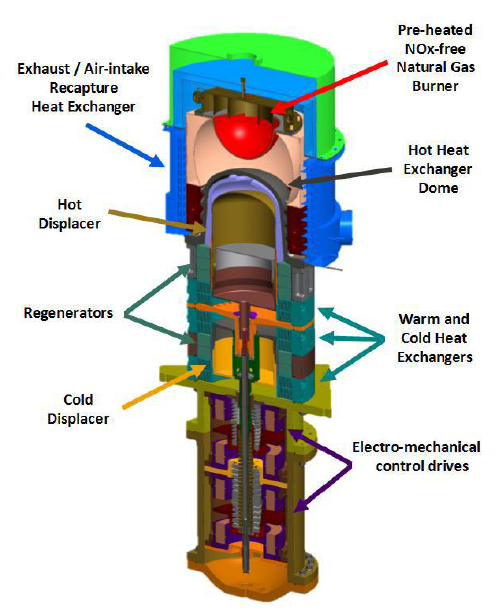 Pre-heated
NOx-free
Natural Gas
Burner
Exhaust / Air-intake
Recapture
Heat Exchanger
Hot Heat
Exchanger
Dome
Hot
Displacer
Regenerators
Warm and
Cold Heat
Exchangers
Cold
Displacer
Electro-mechanical
control drives